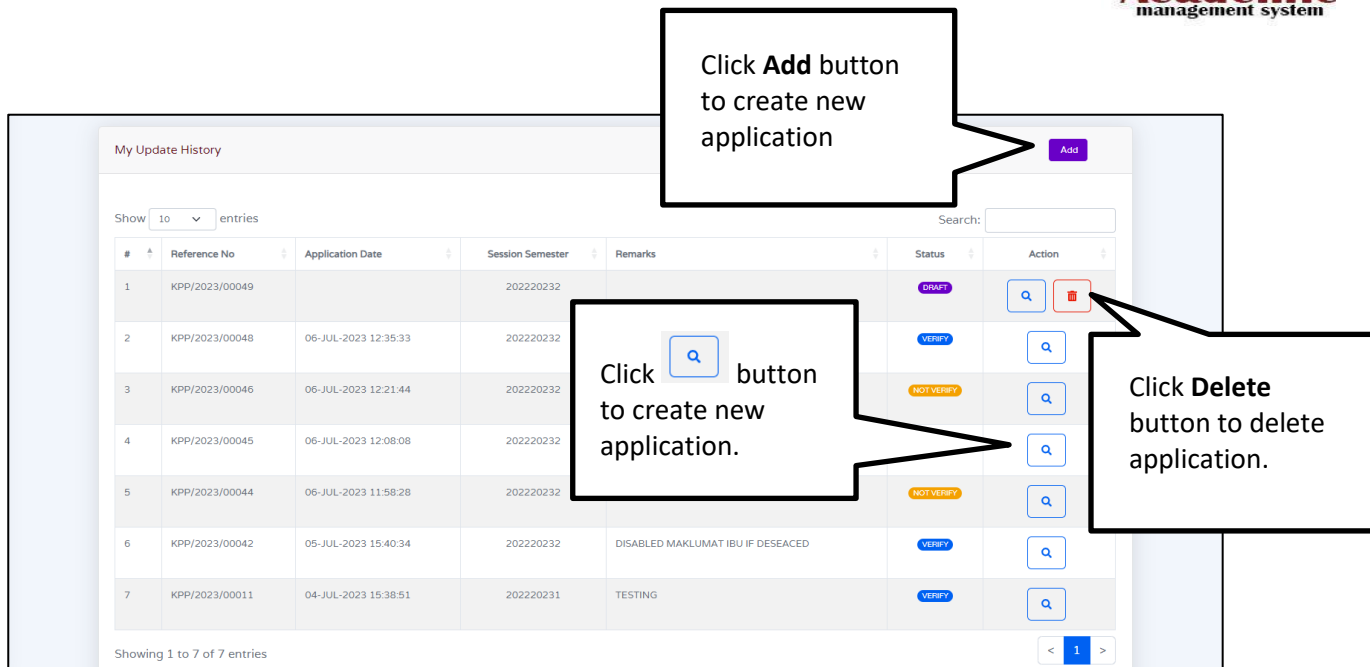 management system
Click Add button
to create new
application
My Update History
Add
Show 10 entries
Search:
# Reference No Application Date Session Semester Remarks Status Action
1 KPP/2023/00049 202220232 DRAFT
2 KPP/2023/00048 06-JUL-2023 12:35:33 202220232 VERIFY
3 KPP/2023/00046 06-JUL-2023 12:21:44 202220232 NOT VERIFY
4 KPP/2023/00045 06-JUL-2023 12:08:08 202220232
5 KPP/2023/00044 06-JUL-2023 11:58:28 202220232 NOT VERIFY
6 KPP/2023/00042 05-JUL-2023 15:40:34 202220232 DISABLED MAKLUMAT IBU IF DESEACED VERIFY
7 KPP/2023/00011 04-JUL-2023 15:38:51 202220231 TESTING VERIFY
Click button
to create new
application.
Click Delete
button to delete
application.
Showing 1 to 7 of 7 entries
< 1 >